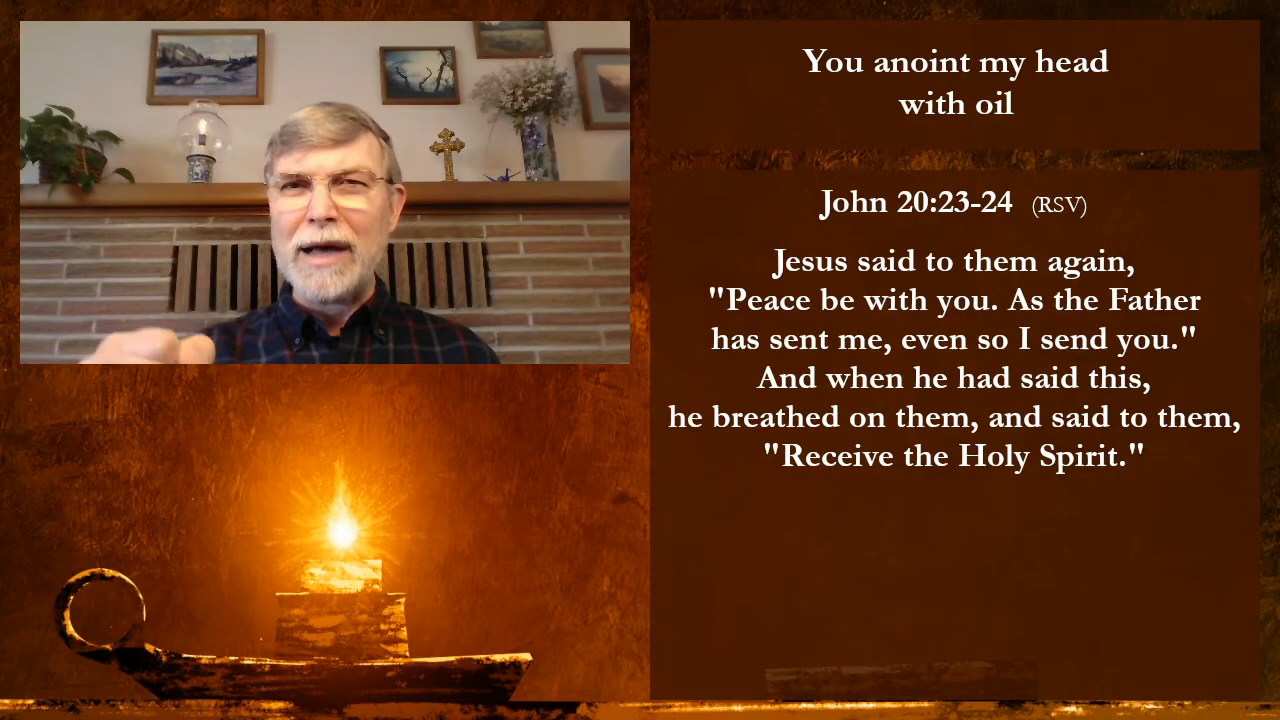 You anoint my head
with oil
John 20:23-24 (RSV)
Jesus said to them again,
"Peace be with you. As the Father
has sent me, even so I send you."
And when he had said this,
he breathed on them, and said to them,
"Receive the Holy Spirit."